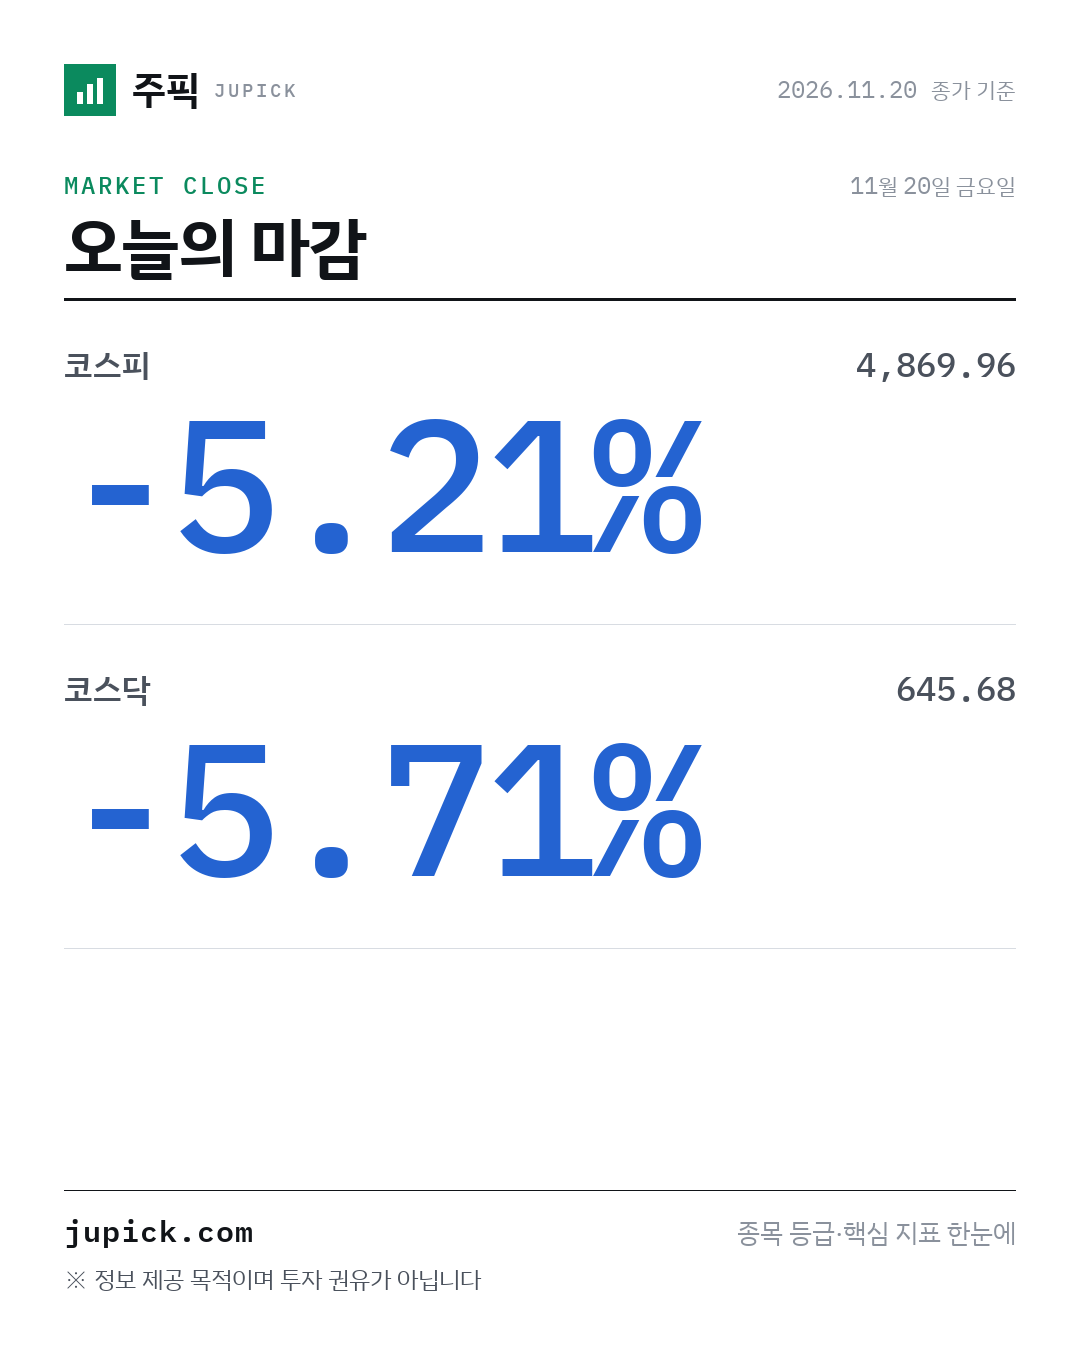 주픽 JUPICK 2026.11.20 종가 기준
MARKET CLOSE 11월 20일 금요일
오늘의 마감
코스피 4,869.96
-5.21%
코스닥 645.68
-5.71%
jupick.com 종목 등급·핵심 지표 한눈에
※ 정보 제공 목적이며 투자 권유가 아닙니다